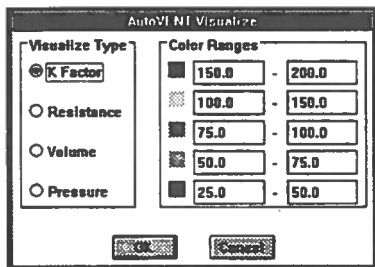 AutoVENT Visualize
Visualize Type
K Factor
Resistance
Volume
Pressure
Color Ranges
150.0 - 200.0
100.0 - 150.0
75.0 - 100.0
50.0 - 75.0
25.0 - 50.0
OK Cancel